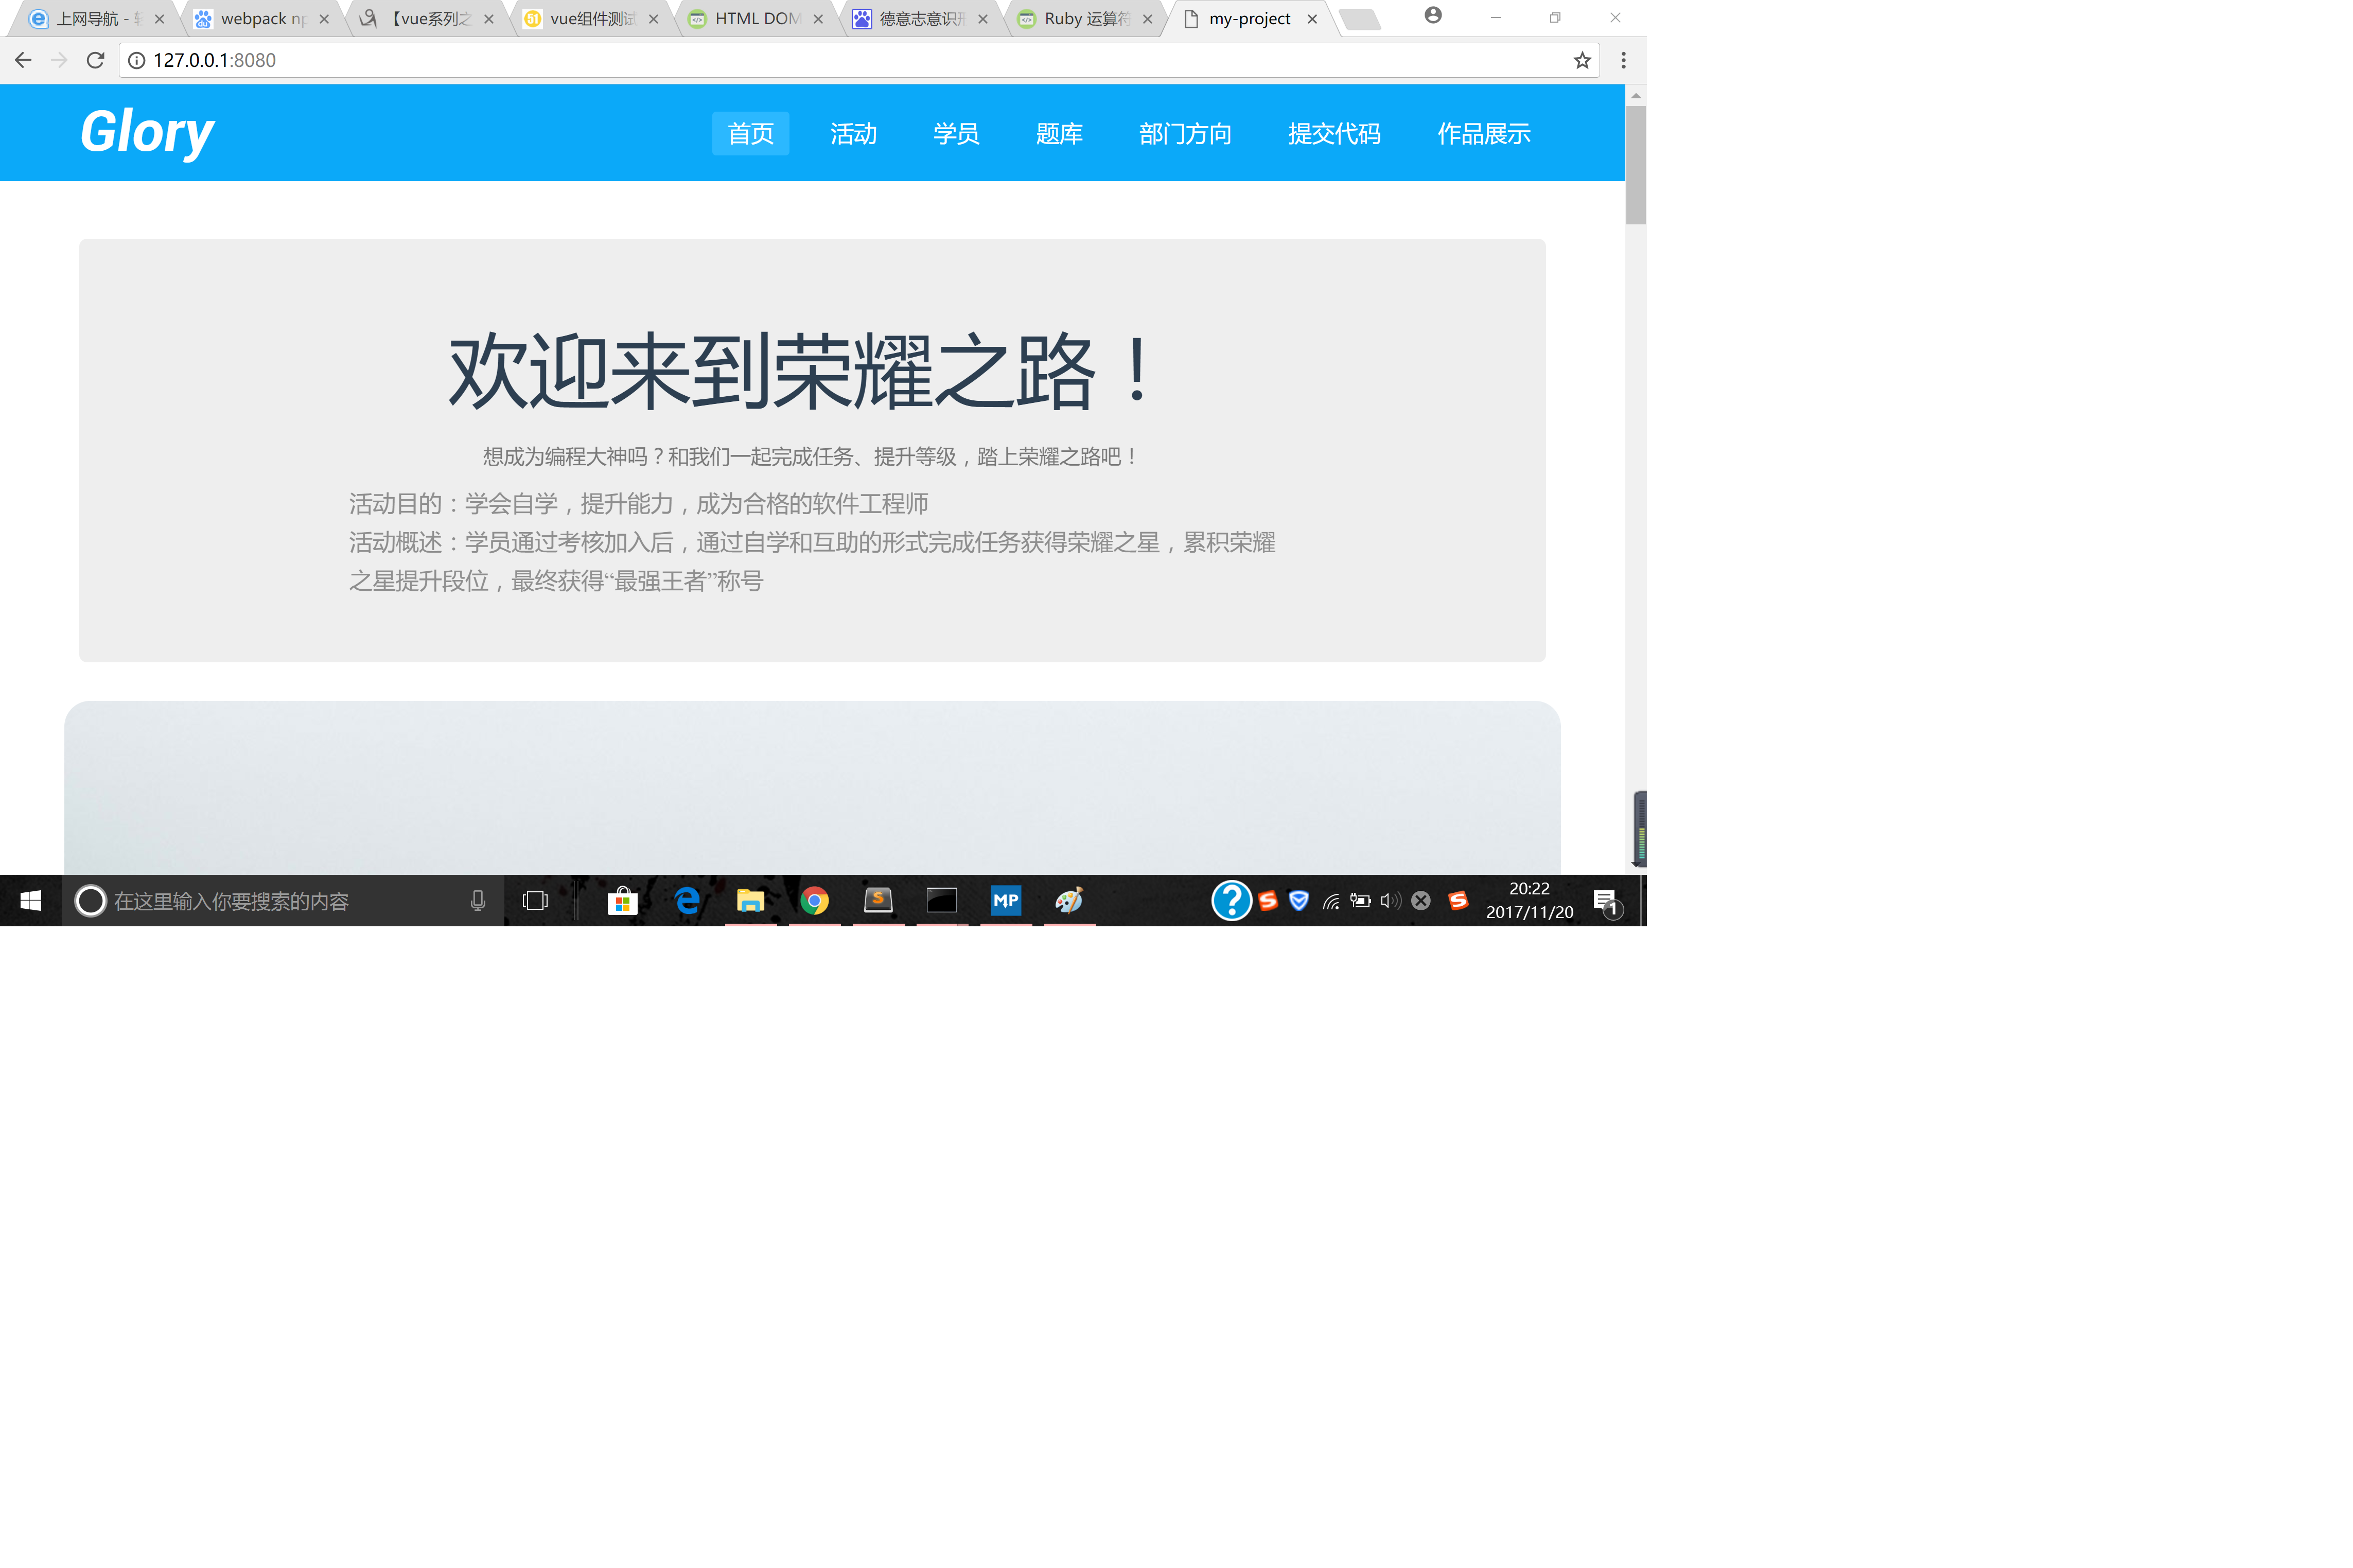 上网导航 -
webpack np
【vue系列之
vue组件测试
HTML DOM
德意志意识形
Ruby 运算符
my-project
127.0.0.1:8080
Glory
首页
活动
学员
题库
部门方向
提交代码
作品展示
欢迎来到荣耀之路！
想成为编程大神吗？和我们一起完成任务、提升等级，踏上荣耀之路吧！
活动目的：学会自学，提升能力，成为合格的软件工程师
活动概述：学员通过考核加入后，通过自学和互助的形式完成任务获得荣耀之星，累积荣耀
之星提升段位，最终获得“最强王者”称号
在这里输入你要搜索的内容
MP
20:22
2017/11/20
1